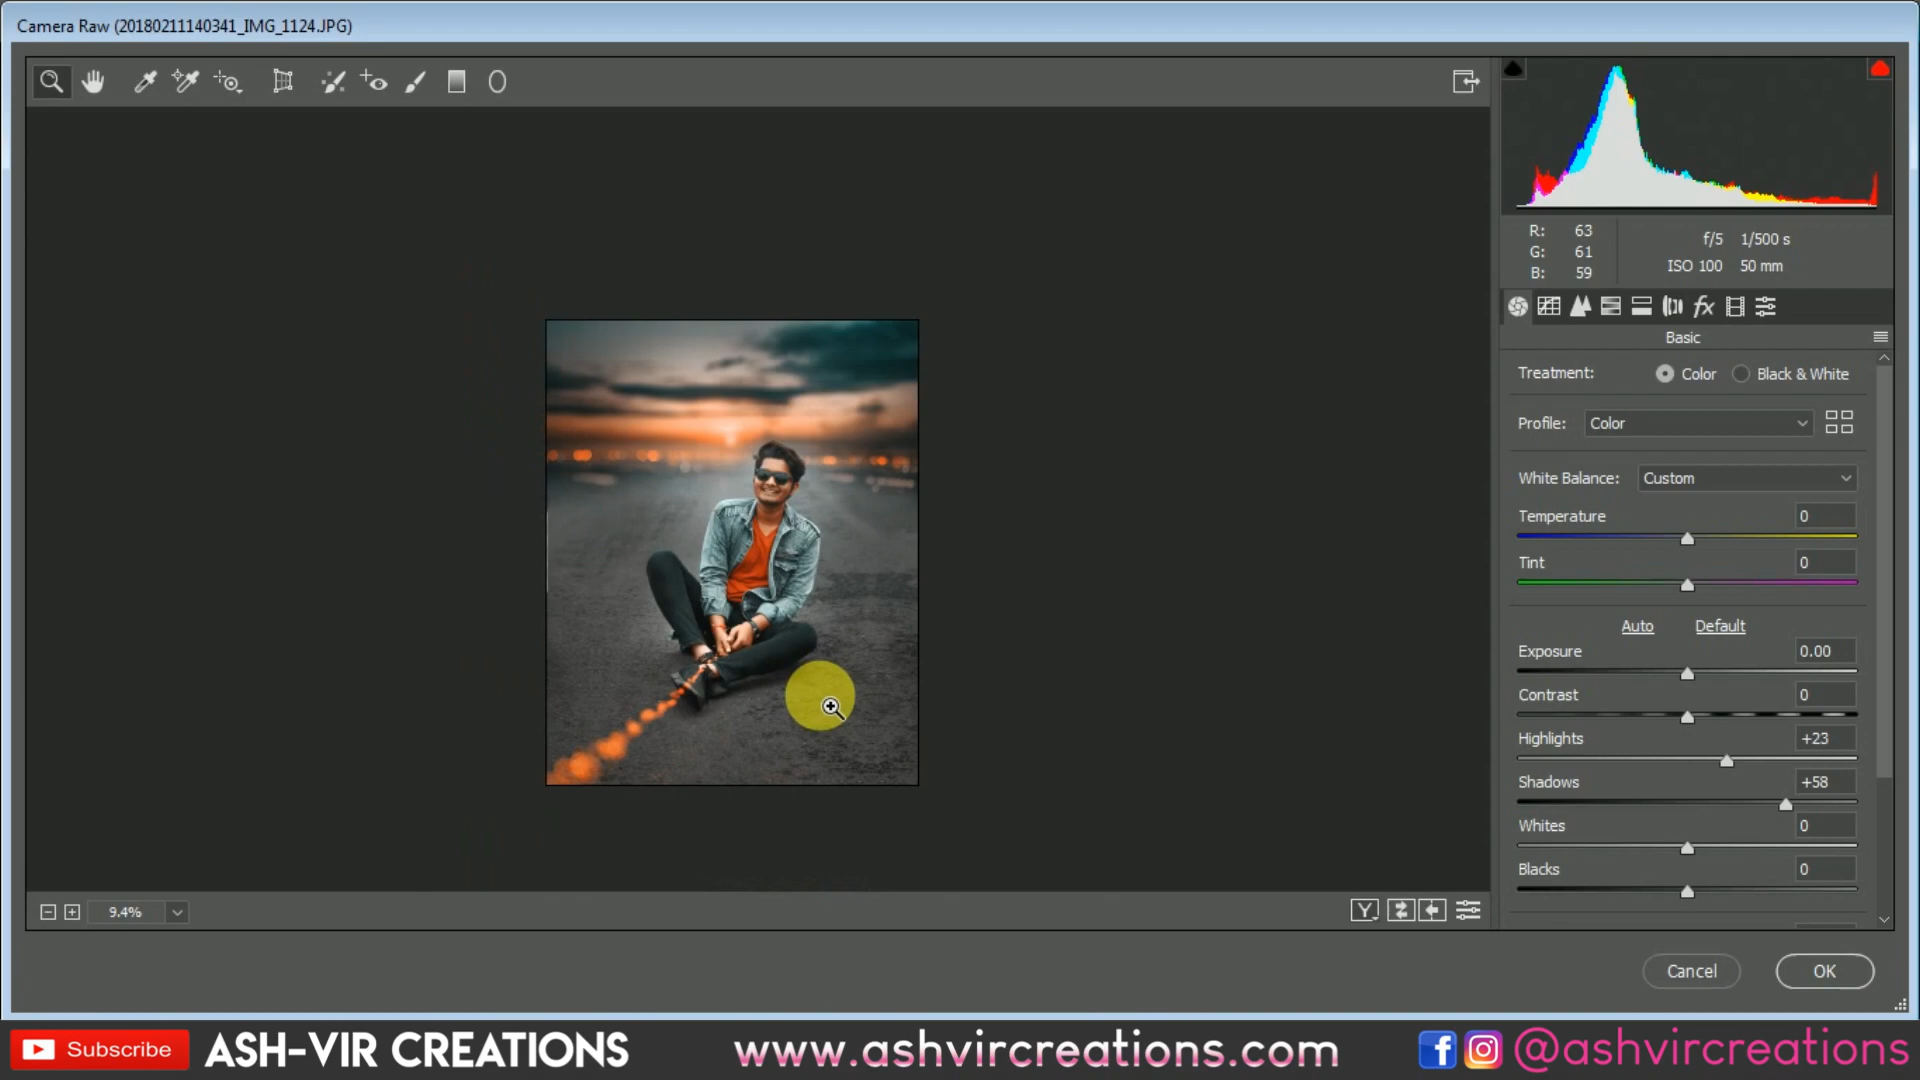 Camera Raw (20180211140341_IMG_1124.JPG)
R: 63
G: 61
B: 59
f/5 1/500 s
ISO 100 50 mm
fx
Basic
Treatment: Color Black & White
Profile: Color
White Balance: Custom
Temperature 0
Tint 0
Auto Default
Exposure 0.00
Contrast 0
Highlights +23
Shadows +58
Whites 0
Blacks 0
9.4%
Y
Cancel OK
Subscribe ASH-VIR CREATIONS www.ashvircreations.com f @ashvircreations